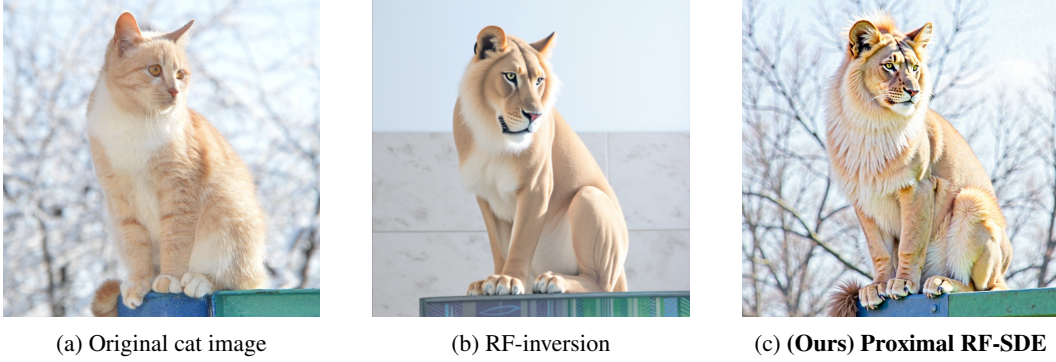 (a) Original cat image
(b) RF-inversion
(c) (Ours) Proximal RF-SDE